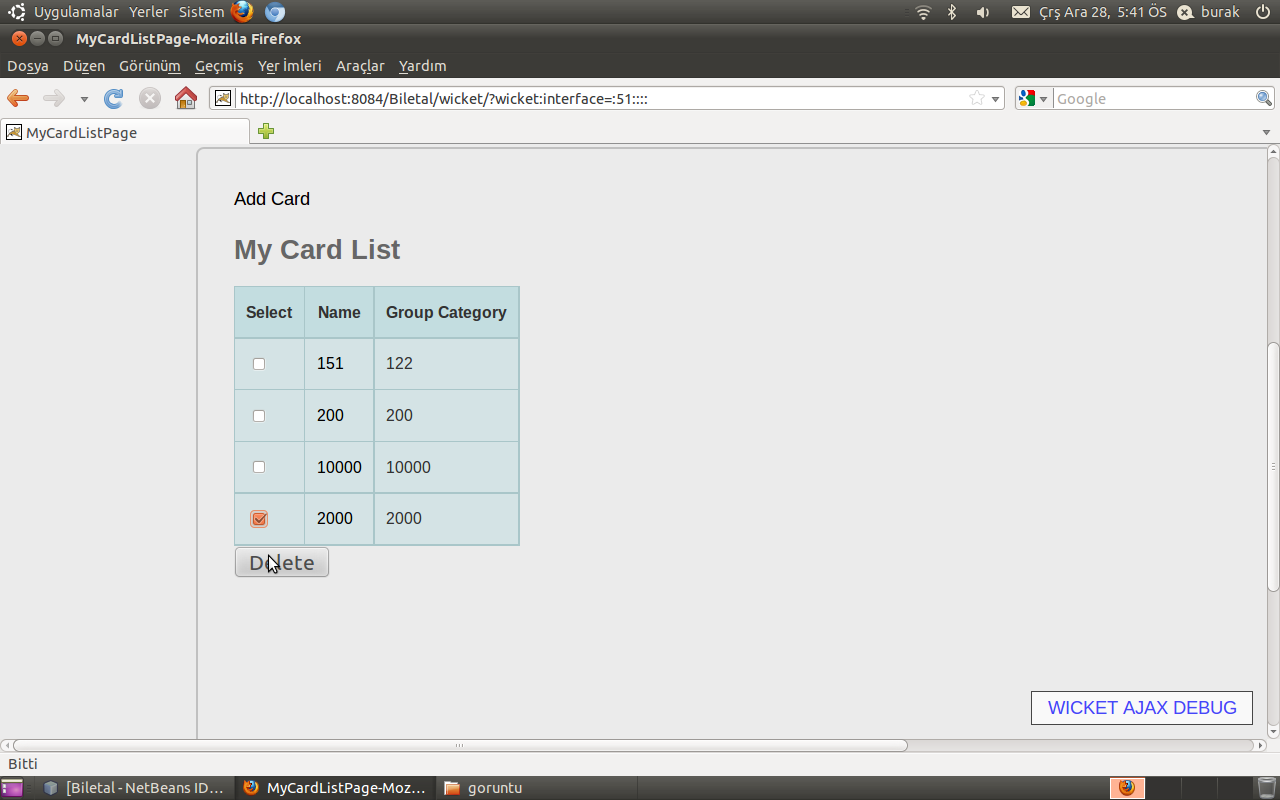 Uygulamalar Yerler Sistem Çrş Ara 28, 5:41 ÖS burak
MyCardListPage-Mozilla Firefox
Dosya Düzen Görünüm Geçmiş Yer İmleri Araçlar Yardım
http://localhost:8084/Biletal/wicket/?wicket:interface=:51:::: Google
MyCardListPage
Add Card
My Card List
Select Name Group Category
151 122
200 200
10000 10000
2000 2000
Delete
WICKET AJAX DEBUG
Bitti
[Biletal - NetBeans ID... MyCardListPage-Moz... goruntu